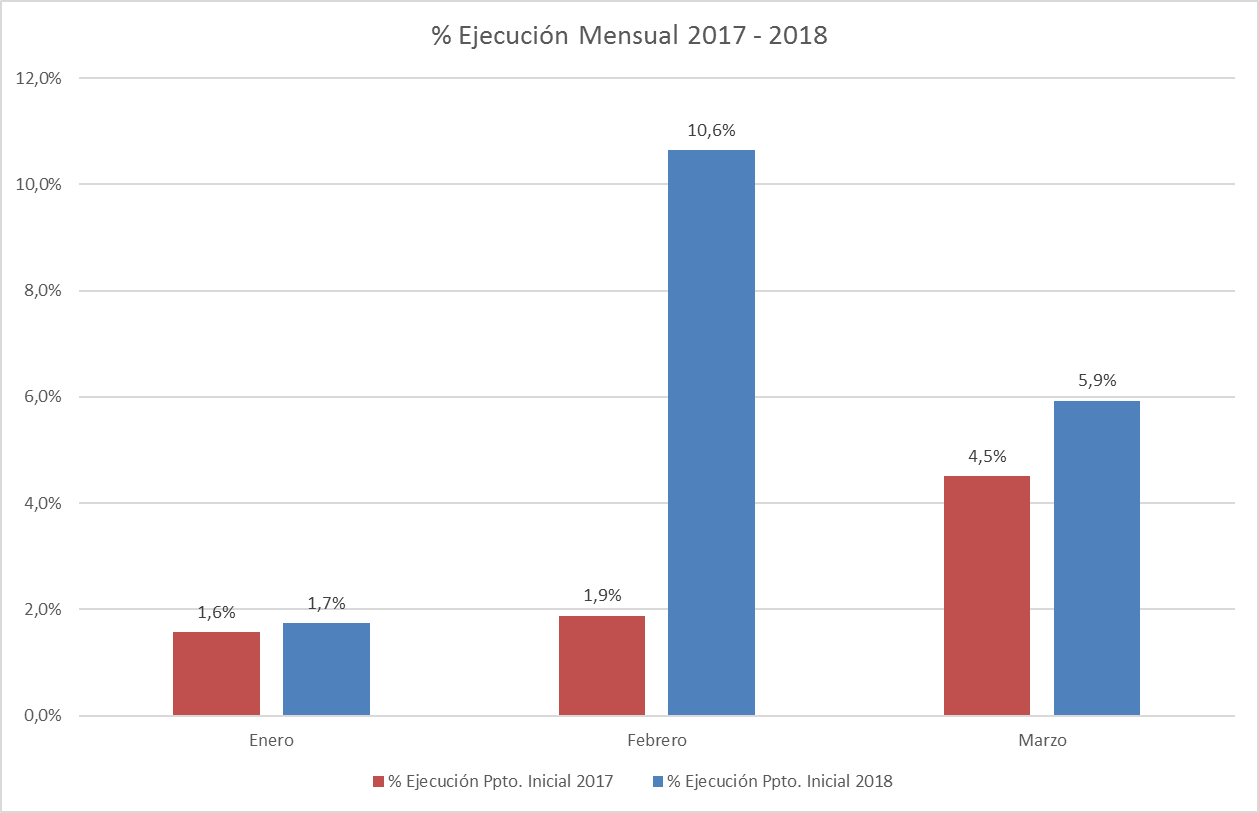 % Ejecución Mensual 2017 - 2018
12,0%
10,0%
8,0%
6,0%
4,0%
2,0%
0,0%
1,6%
1,7%
1,9%
10,6%
4,5%
5,9%
Enero
Febrero
Marzo
% Ejecución Ppto. Inicial 2017
% Ejecución Ppto. Inicial 2018